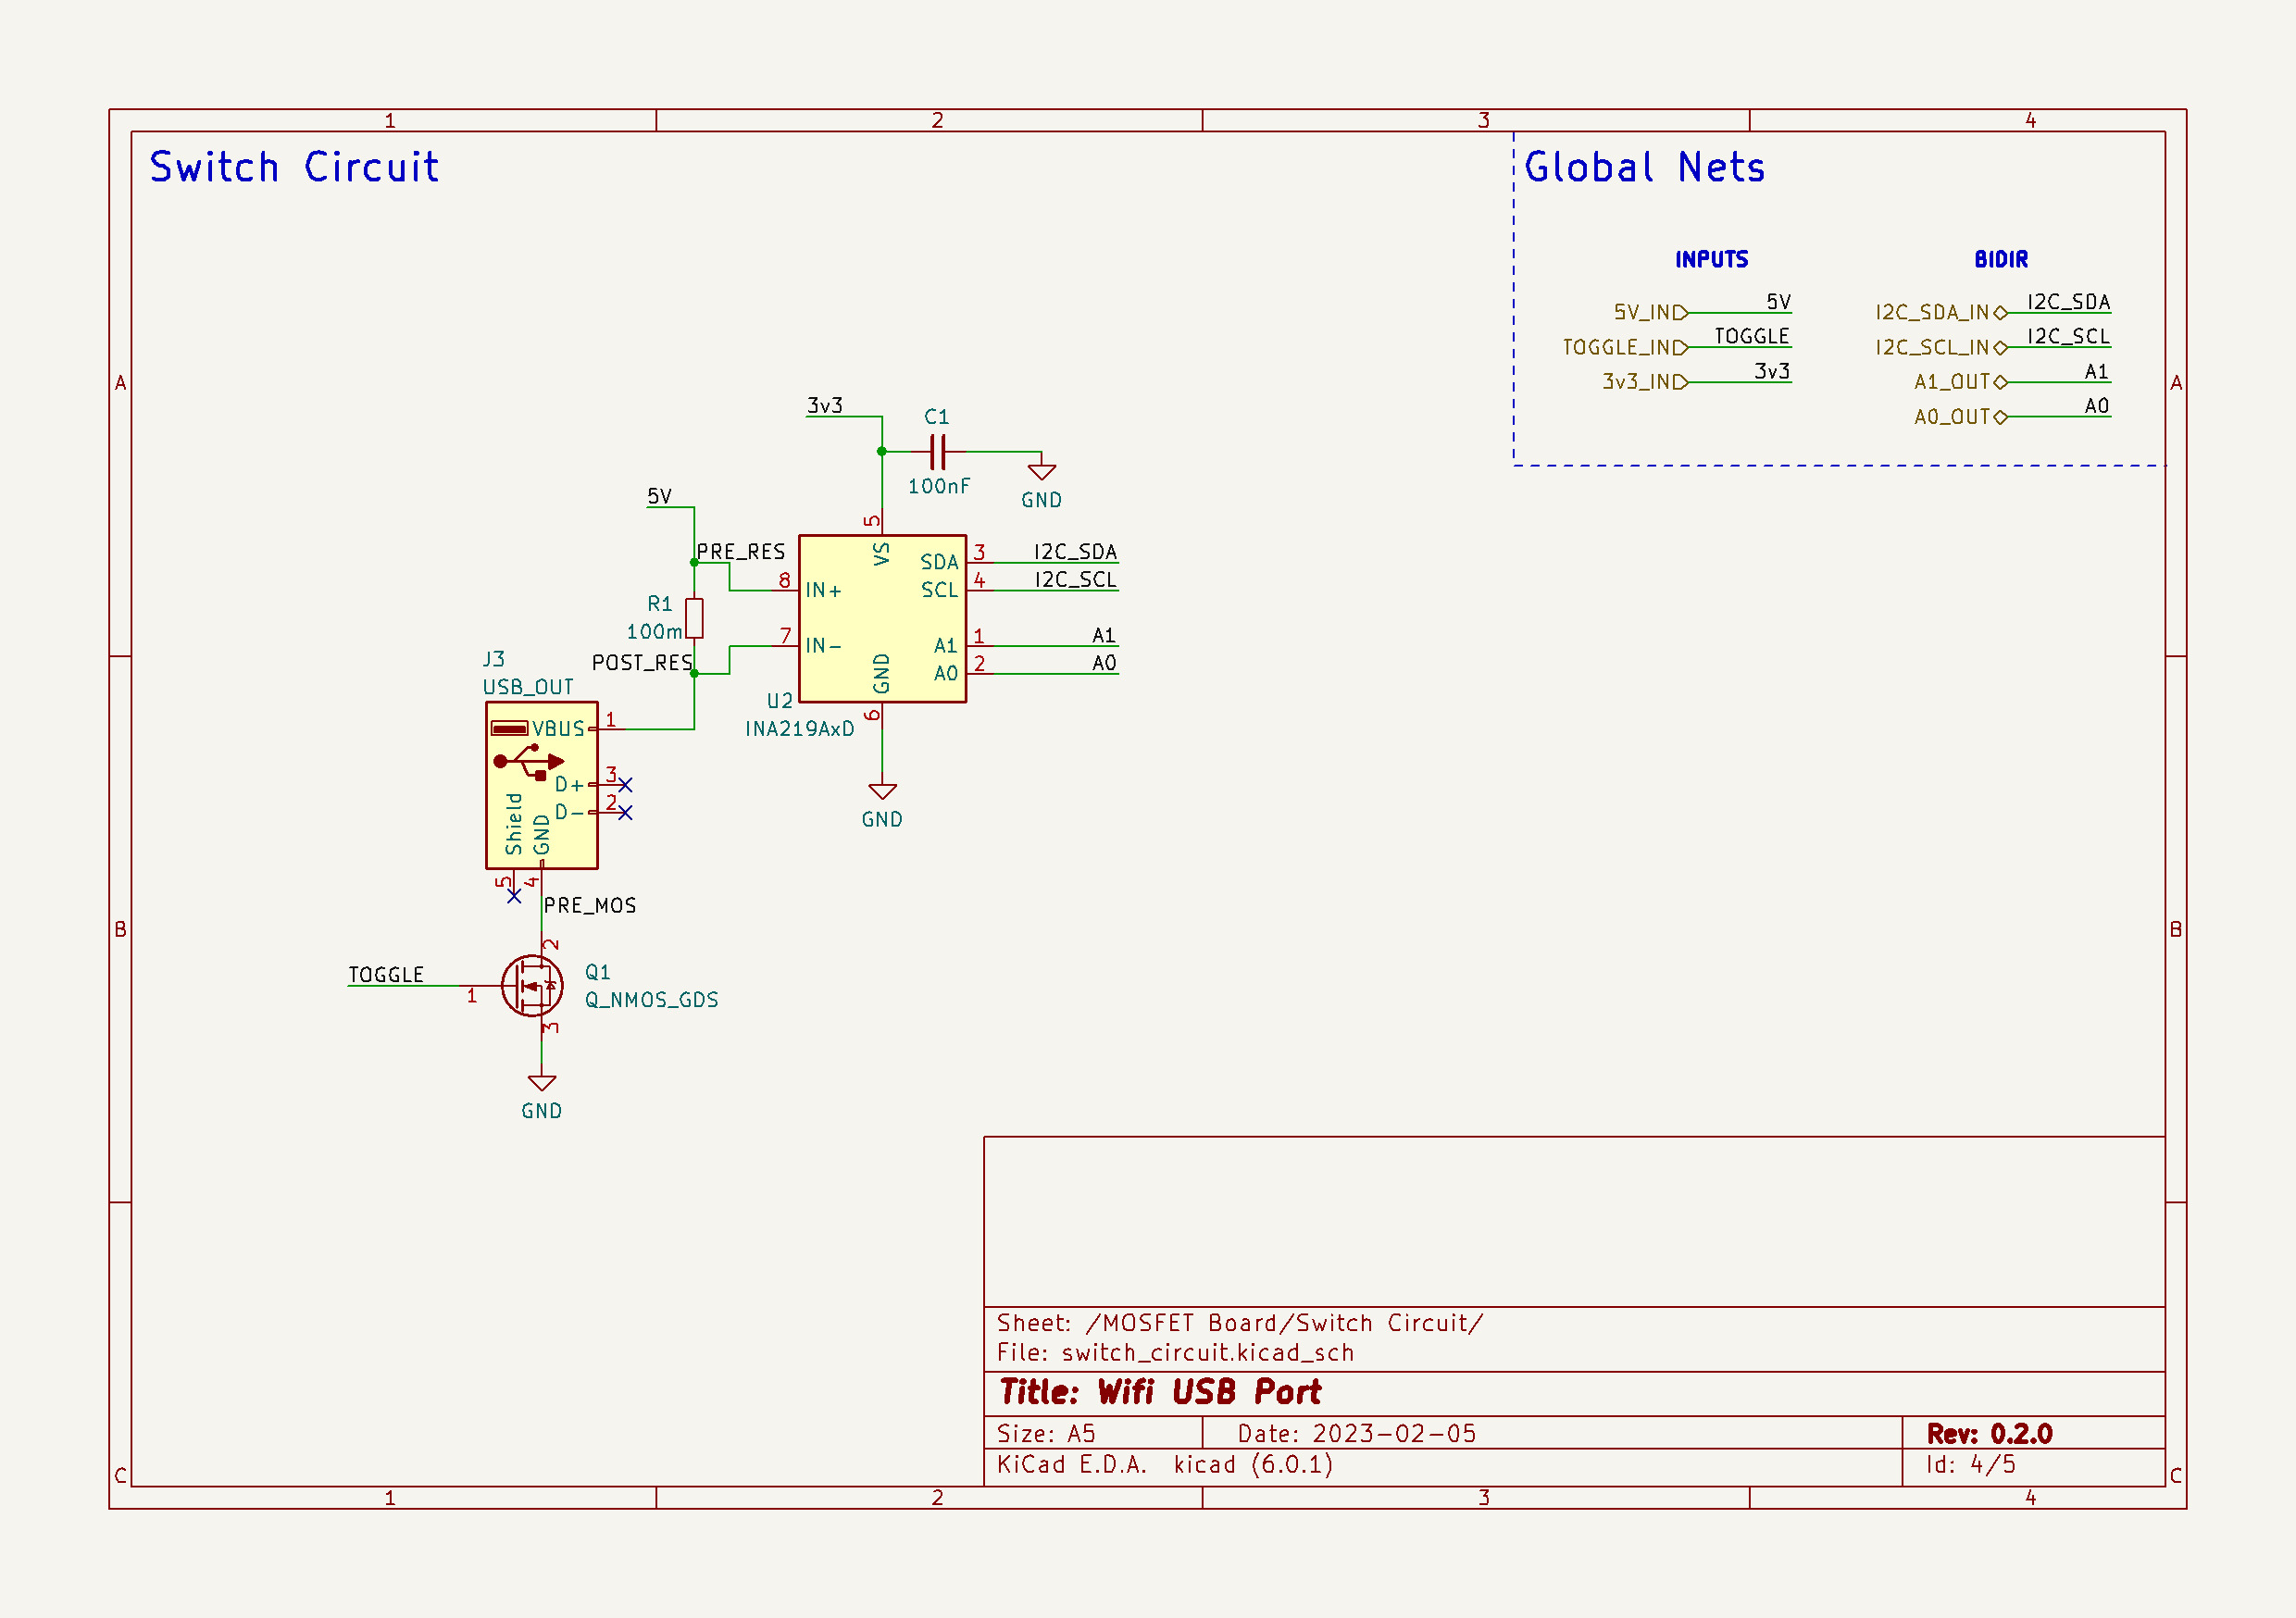 1 2 3 4
Switch Circuit
Global Nets
INPUTS BIDIR
5V_IN 5V
TOGGLE_IN TOGGLE
3v3_IN 3v3
I2C_SDA_IN I2C_SDA
I2C_SCL_IN I2C_SCL
A1_OUT A1
A0_OUT A0
A A
3v3
C1
100nF
GND
5V
PRE_RES
R1
100m
POST_RES
5
VS
8 IN+
7 IN-
SDA 3 I2C_SDA
SCL 4 I2C_SCL
A1 1 A1
A0 2 A0
GND
6
U2
INA219AxD
GND
J3
USB_OUT
VBUS 1
D+ 3
D- 2
Shield
GND
5 4
PRE_MOS
B B
TOGGLE
1
2
3
Q1
Q_NMOS_GDS
GND
Sheet: /MOSFET Board/Switch Circuit/
File: switch_circuit.kicad_sch
Title: Wifi USB Port
Size: A5 Date: 2023-02-05 Rev: 0.2.0
KiCad E.D.A. kicad (6.0.1) Id: 4/5
C C
1 2 3 4